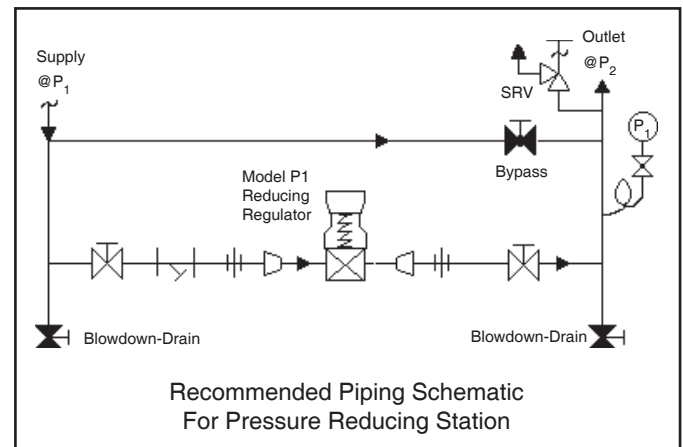 Supply
@P1
Outlet
@P2
SRV
P1
Bypass
Model P1
Reducing
Regulator
Blowdown-Drain
Blowdown-Drain
Recommended Piping Schematic
For Pressure Reducing Station